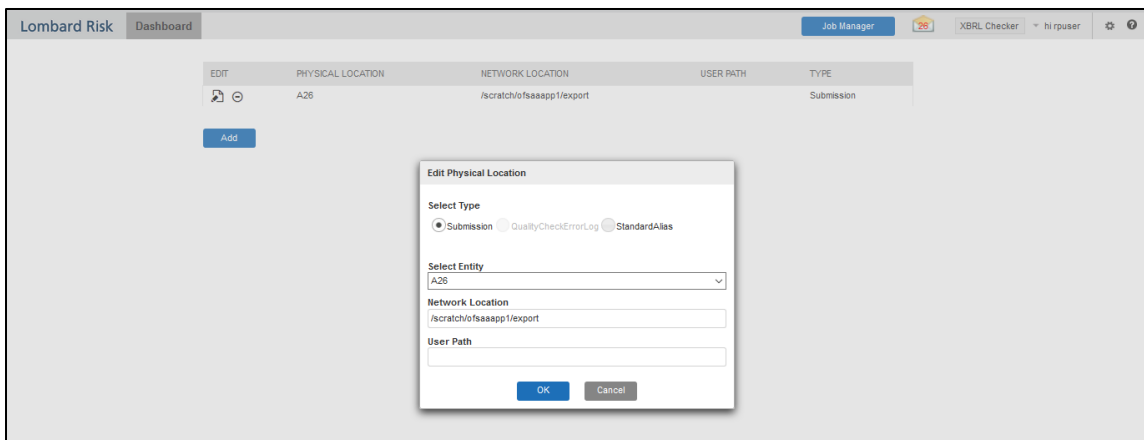 Lombard Risk Dashboard Job Manager 26 XBRL Checker hi rpuser
EDIT PHYSICAL LOCATION NETWORK LOCATION USER PATH TYPE
A26 /scratch/ofsaaapp1/export Submission
Add
Edit Physical Location
Select Type
Submission QualityCheckErrorLog StandardAlias
Select Entity
A26
Network Location
/scratch/ofsaaapp1/export
User Path
OK Cancel